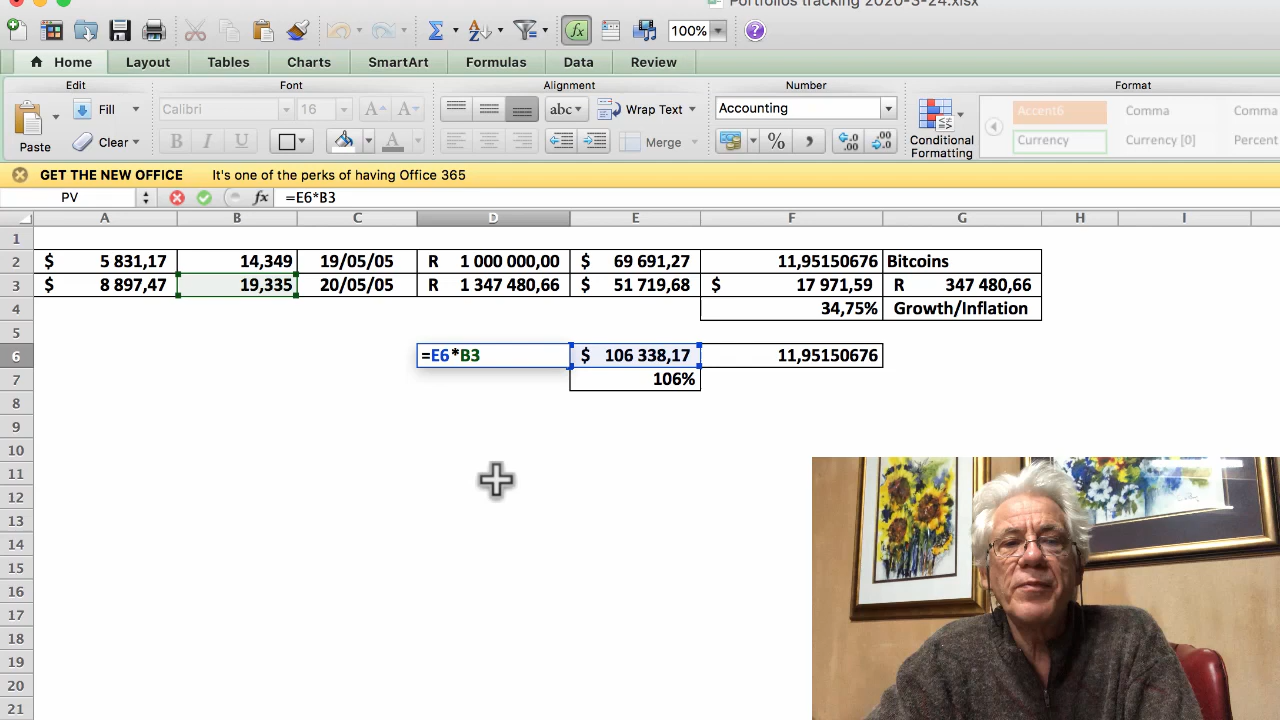 Portfolios tracking 2020-3-24.xlsx
100%
Home Layout Tables Charts SmartArt Formulas Data Review
Edit Font Alignment Number Format
Fill Calibri 16 abc Wrap Text Accounting Accent6 Comma Comma
Paste Clear B I U A Merge % Conditional Formatting Currency Currency [0] Percent
GET THE NEW OFFICE It's one of the perks of having Office 365
PV fx =E6*B3
A B C D E F G H I
1
2 $ 5 831,17 14,349 19/05/05 R 1 000 000,00 $ 69 691,27 11,95150676 Bitcoins
3 $ 8 897,47 19,335 20/05/05 R 1 347 480,66 $ 51 719,68 $ 17 971,59 R 347 480,66
4 34,75% Growth/Inflation
5
6 =E6*B3 $ 106 338,17 11,95150676
7 106%
8
9
10
11
12
13
14
15
16
17
18
19
20
21